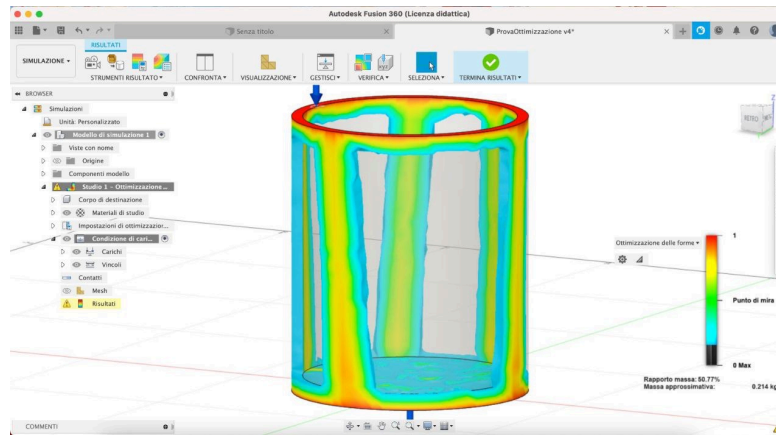 Autodesk Fusion 360 (Licenza didattica)
Senza titolo
ProvaOttimizzazione v4*
RISULTATI
SIMULAZIONE
STRUMENTI RISULTATO
CONFRONTA
VISUALIZZAZIONE
GESTISCI
VERIFICA
SELEZIONA
TERMINA RISULTATI
BROWSER
Simulazioni
Unità: Personalizzato
Modello di simulazione 1
Viste con nome
Origine
Componenti modello
Studio 1 - Ottimizzazione ...
Corpo di destinazione
Materiali di studio
Impostazioni di ottimizzazior...
Condizione di cari...
Carichi
Vincoli
Contatti
Mesh
Risultati
Z
RETRO
Ottimizzazione delle forme
1
Punto di mira
0 Max
Rapporto massa: 50.77%
Massa approssimativa: 0.214 kg
COMMENTI